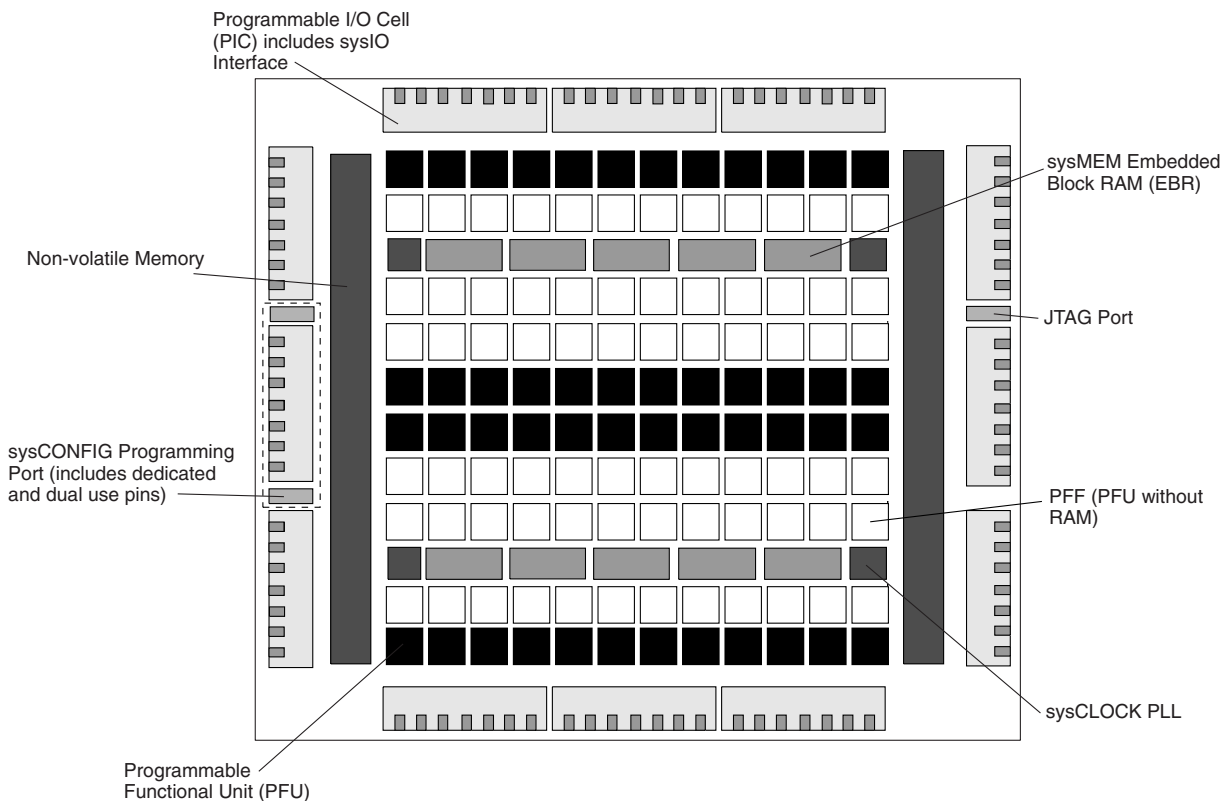 Programmable I/O Cell
(PIC) includes sysIO
Interface
sysMEM Embedded
Block RAM (EBR)
Non-volatile Memory
JTAG Port
sysCONFIG Programming
Port (includes dedicated
and dual use pins)
PFF (PFU without
RAM)
sysCLOCK PLL
Programmable
Functional Unit (PFU)